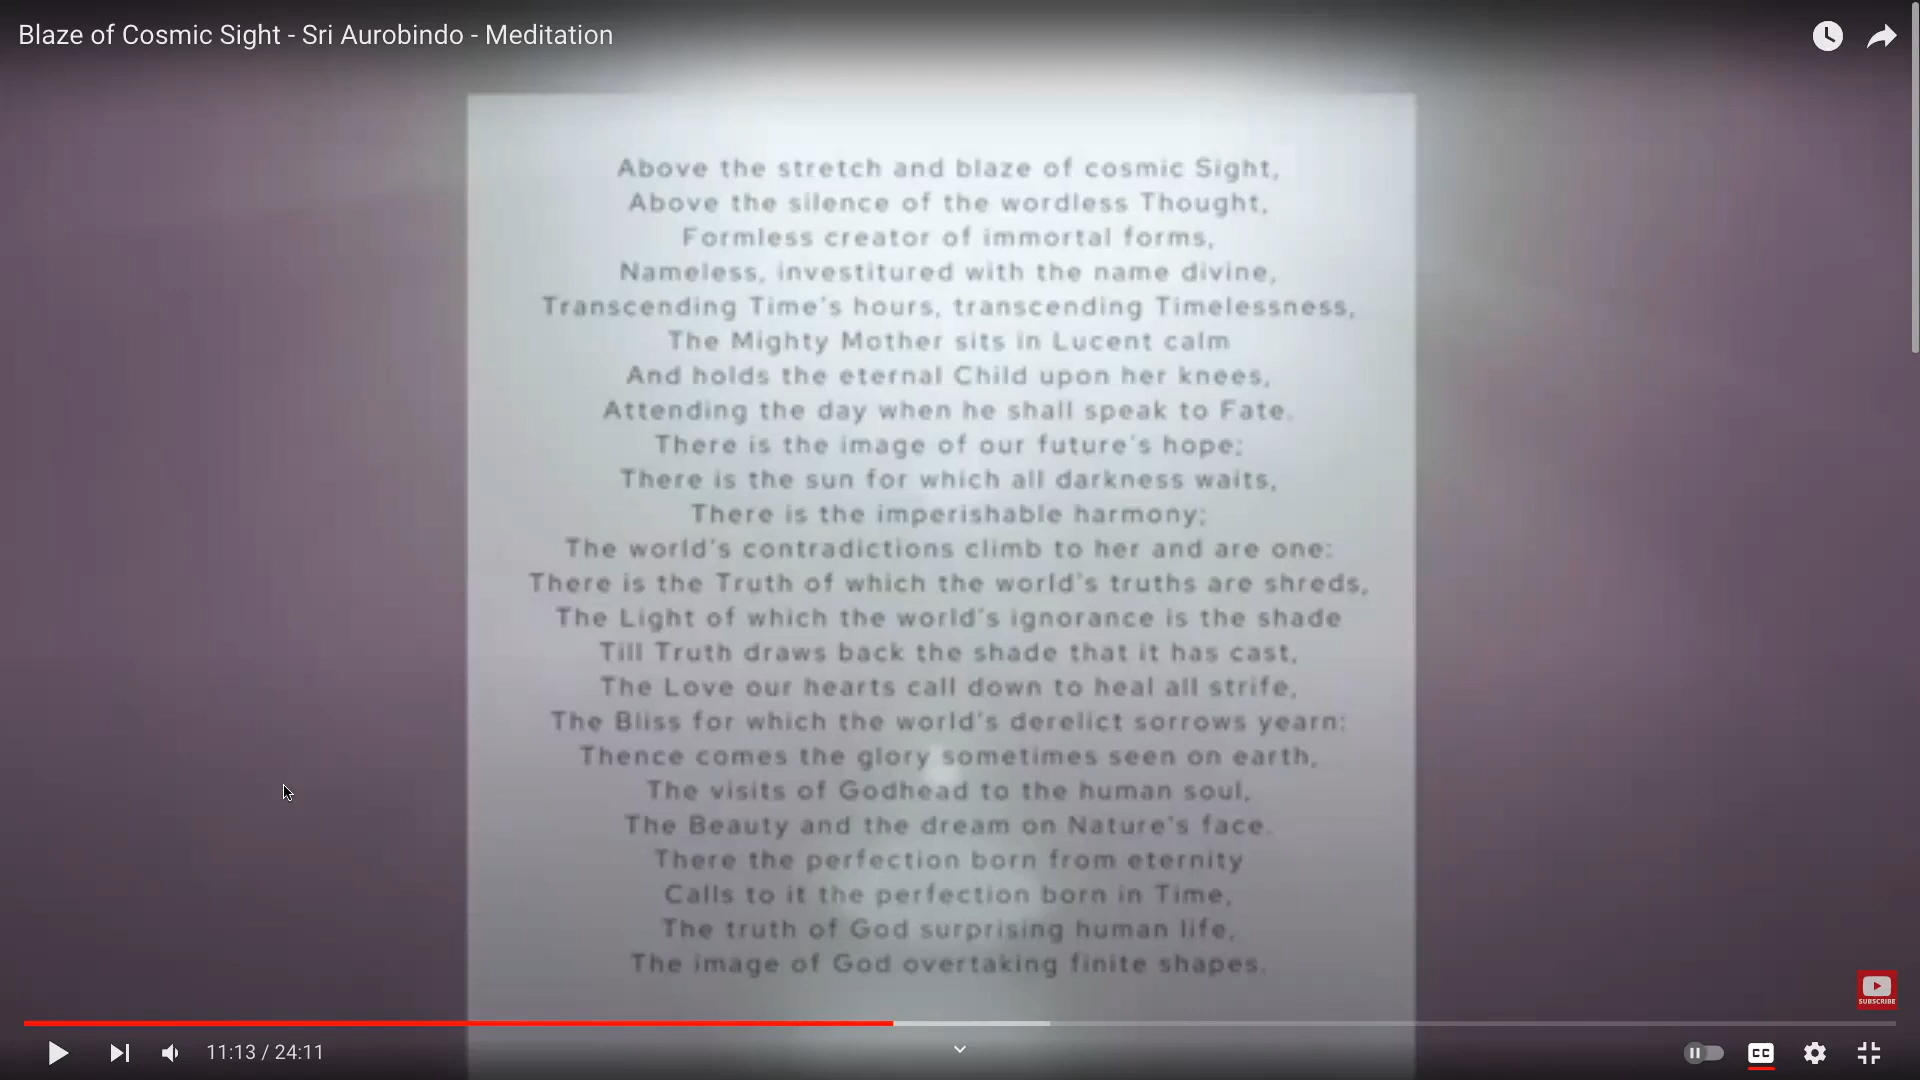 Blaze of Cosmic Sight - Sri Aurobindo - Meditation
Above the stretch and blaze of cosmic Sight,
Above the silence of the wordless Thought,
Formless creator of immortal forms,
Nameless, investitured with the name divine,
Transcending Time's hours, transcending Timelessness,
The Mighty Mother sits in Lucent calm
And holds the eternal Child upon her knees,
Attending the day when he shall speak to Fate.
There is the image of our future's hope;
There is the sun for which all darkness waits,
There is the imperishable harmony;
The world's contradictions climb to her and are one:
There is the Truth of which the world's truths are shreds,
The Light of which the world's ignorance is the shade
Till Truth draws back the shade that it has cast,
The Love our hearts call down to heal all strife,
The Bliss for which the world's derelict sorrows yearn:
Thence comes the glory sometimes seen on earth,
The visits of Godhead to the human soul,
The Beauty and the dream on Nature's face.
There the perfection born from eternity
Calls to it the perfection born in Time,
The truth of God surprising human life,
The image of God overtaking finite shapes.
SUBSCRIBE
11:13 / 24:11
CC